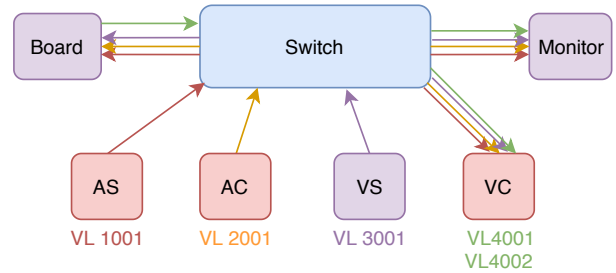 Board
Switch
Monitor
AS
AC
VS
VC
VL 1001
VL 2001
VL 3001
VL4001
VL4002